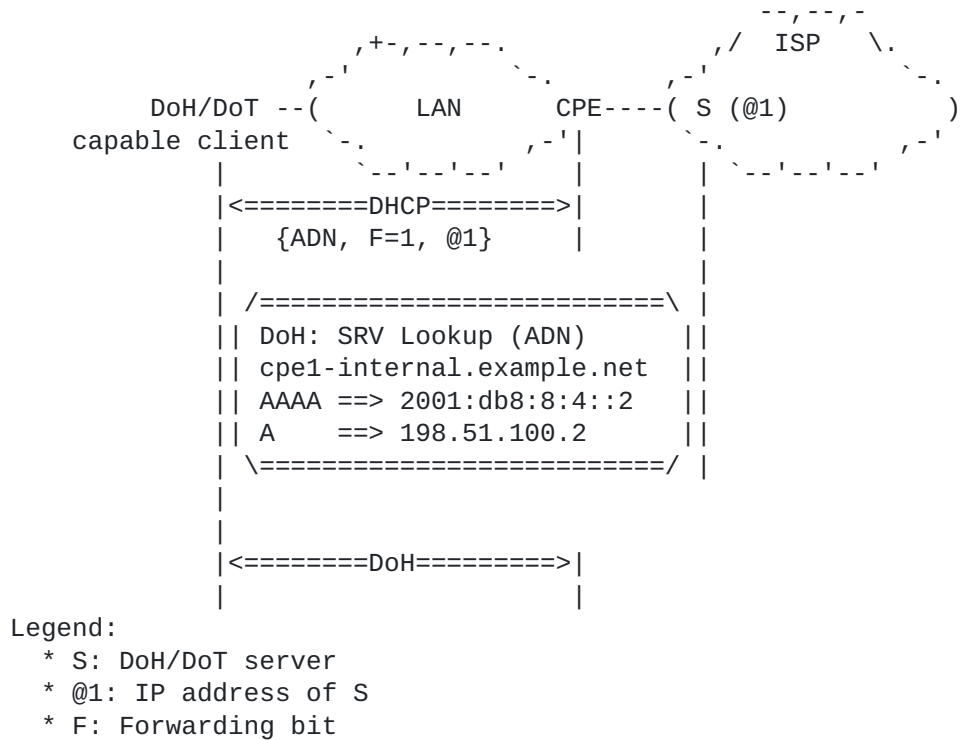 --,--,-
                      ,+-,--,--.             ,/  ISP   \.
                   ,-'          `-.       ,-'            `-.
         DoH/DoT --(      LAN      CPE----( S (@1)          )
    capable client  `-.          ,-'|      `-.           ,-'
             |        `--'--'--'    |       | `--'--'--'
             |<========DHCP========>|       |
             |   {ADN, F=1, @1}     |       |
             |                              |
             | /==========================\ |
             || DoH: SRV Lookup (ADN)      ||
             || cpe1-internal.example.net  ||
             || AAAA ==> 2001:db8:8:4::2   ||
             || A    ==> 198.51.100.2      ||
             | \==========================/ |
             |
             |
             |<========DoH=========>|
             |                      |
Legend:
  * S: DoH/DoT server
  * @1: IP address of S
  * F: Forwarding bit